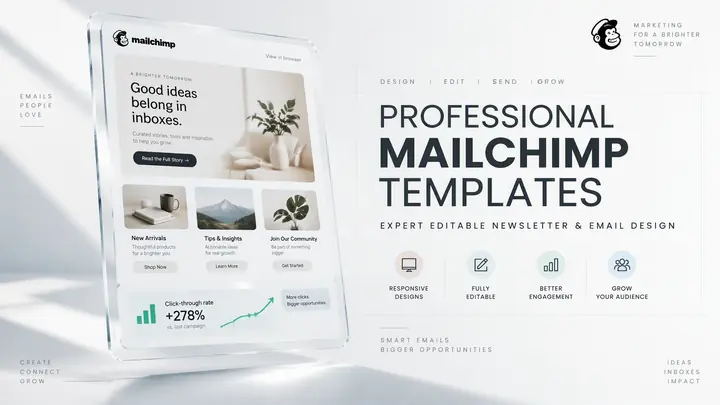 mailchimp
View in browser
A BRIGHTER TOMORROW
Good ideas
belong in
inboxes.
Curated stories, tools and inspiration
to help you grow.
Read the Full Story →
New Arrivals
Thoughtful products
for a brighter you.
Shop Now
Tips & Insights
Actionable ideas
for real growth.
Learn More
Join Our Community
Be part of something
bigger.
Get Started
Click-through rate
+278%
vs. last campaign
More clicks.
Bigger opportunities.
EMAILS
PEOPLE
LOVE
CREATE
CONNECT
GROW
MARKETING
FOR A BRIGHTER
TOMORROW
DESIGN | EDIT | SEND | GROW
PROFESSIONAL
MAILCHIMP
TEMPLATES
EXPERT EDITABLE NEWSLETTER & EMAIL DESIGN
RESPONSIVE
DESIGNS
FULLY
EDITABLE
BETTER
ENGAGEMENT
GROW
YOUR AUDIENCE
SMART EMAILS
BIGGER OPPORTUNITIES
IDEAS
INBOXES
IMPACT